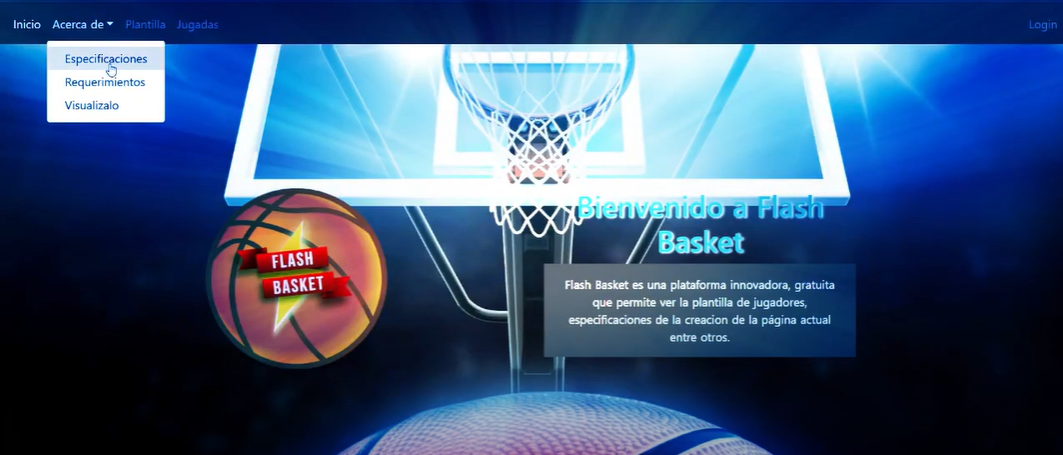 Inicio Acerca de Plantilla Jugadas Login
Especificaciones
Requerimientos
Visualizalo
FLASH
BASKET
Bienvenido a Flash
Basket
Flash Basket es una plataforma innovadora, gratuita
que permite ver la plantilla de jugadores,
especificaciones de la creacion de la página actual
entre otros.